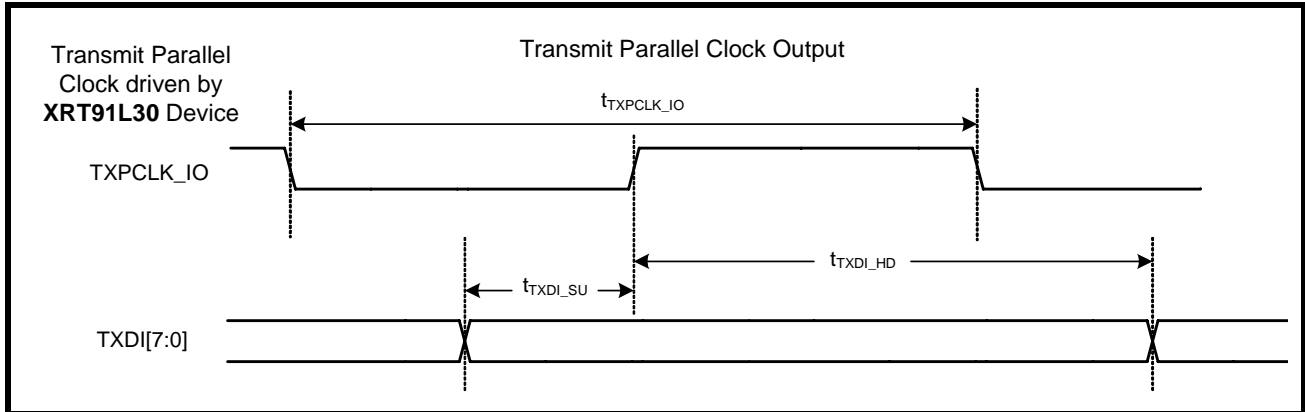 Transmit Parallel
Clock driven by
XRT91L30 Device
Transmit Parallel Clock Output
tTXPCLK_IO
TXPCLK_IO
tTXDI_HD
tTXDI_SU
TXDI[7:0]